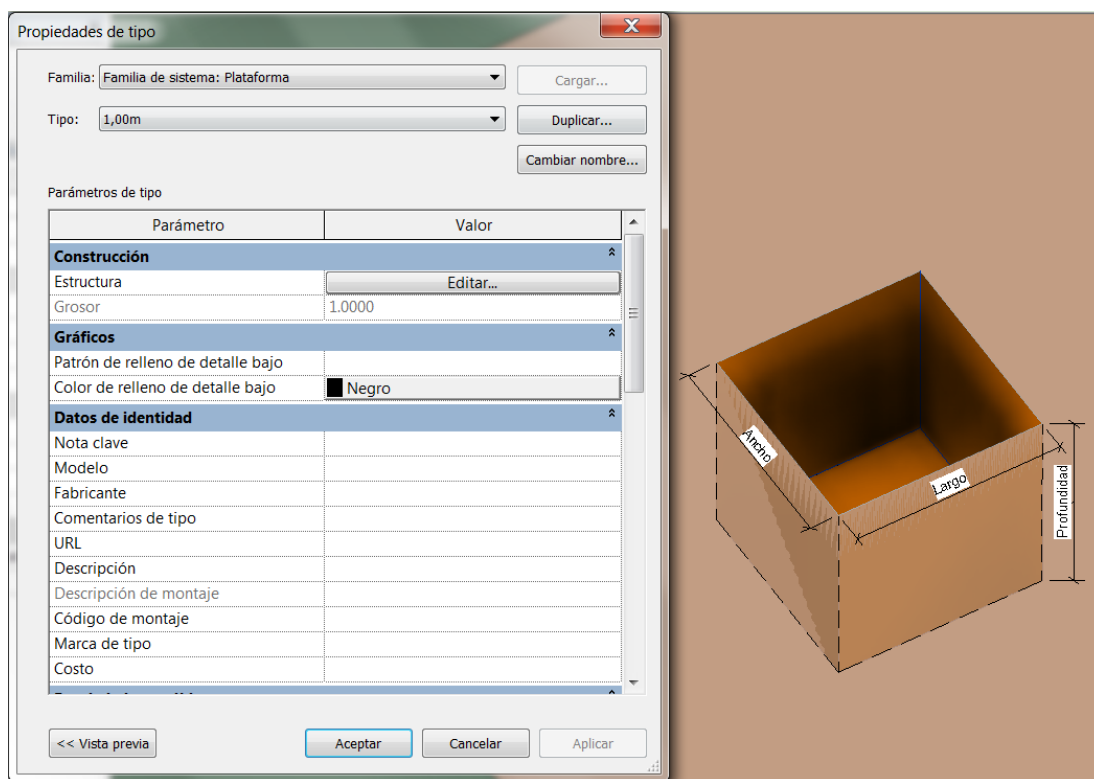 Propiedades de tipo
Familia: Familia de sistema: Plataforma Cargar...
Tipo: 1,00m Duplicar...
Cambiar nombre...
Parámetros de tipo
Parámetro Valor
Construcción
Estructura Editar...
Grosor 1.0000
Gráficos
Patrón de relleno de detalle bajo
Color de relleno de detalle bajo Negro
Datos de identidad
Nota clave
Modelo
Fabricante
Comentarios de tipo
URL
Descripción
Descripción de montaje
Código de montaje
Marca de tipo
Costo
<< Vista previa Aceptar Cancelar Aplicar
Ancho
Largo
Profundidad